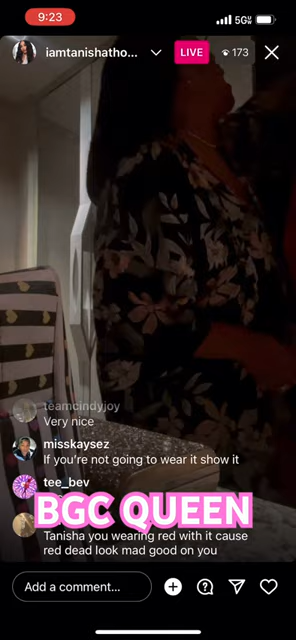 9:23
5G
iamtanishatho...
LIVE
173
teamcindyjoy
Very nice
misskaysez
If you're not going to wear it show it
tee_bev
BGC QUEEN
Tanisha you wearing red with it cause
red dead look mad good on you
Add a comment...